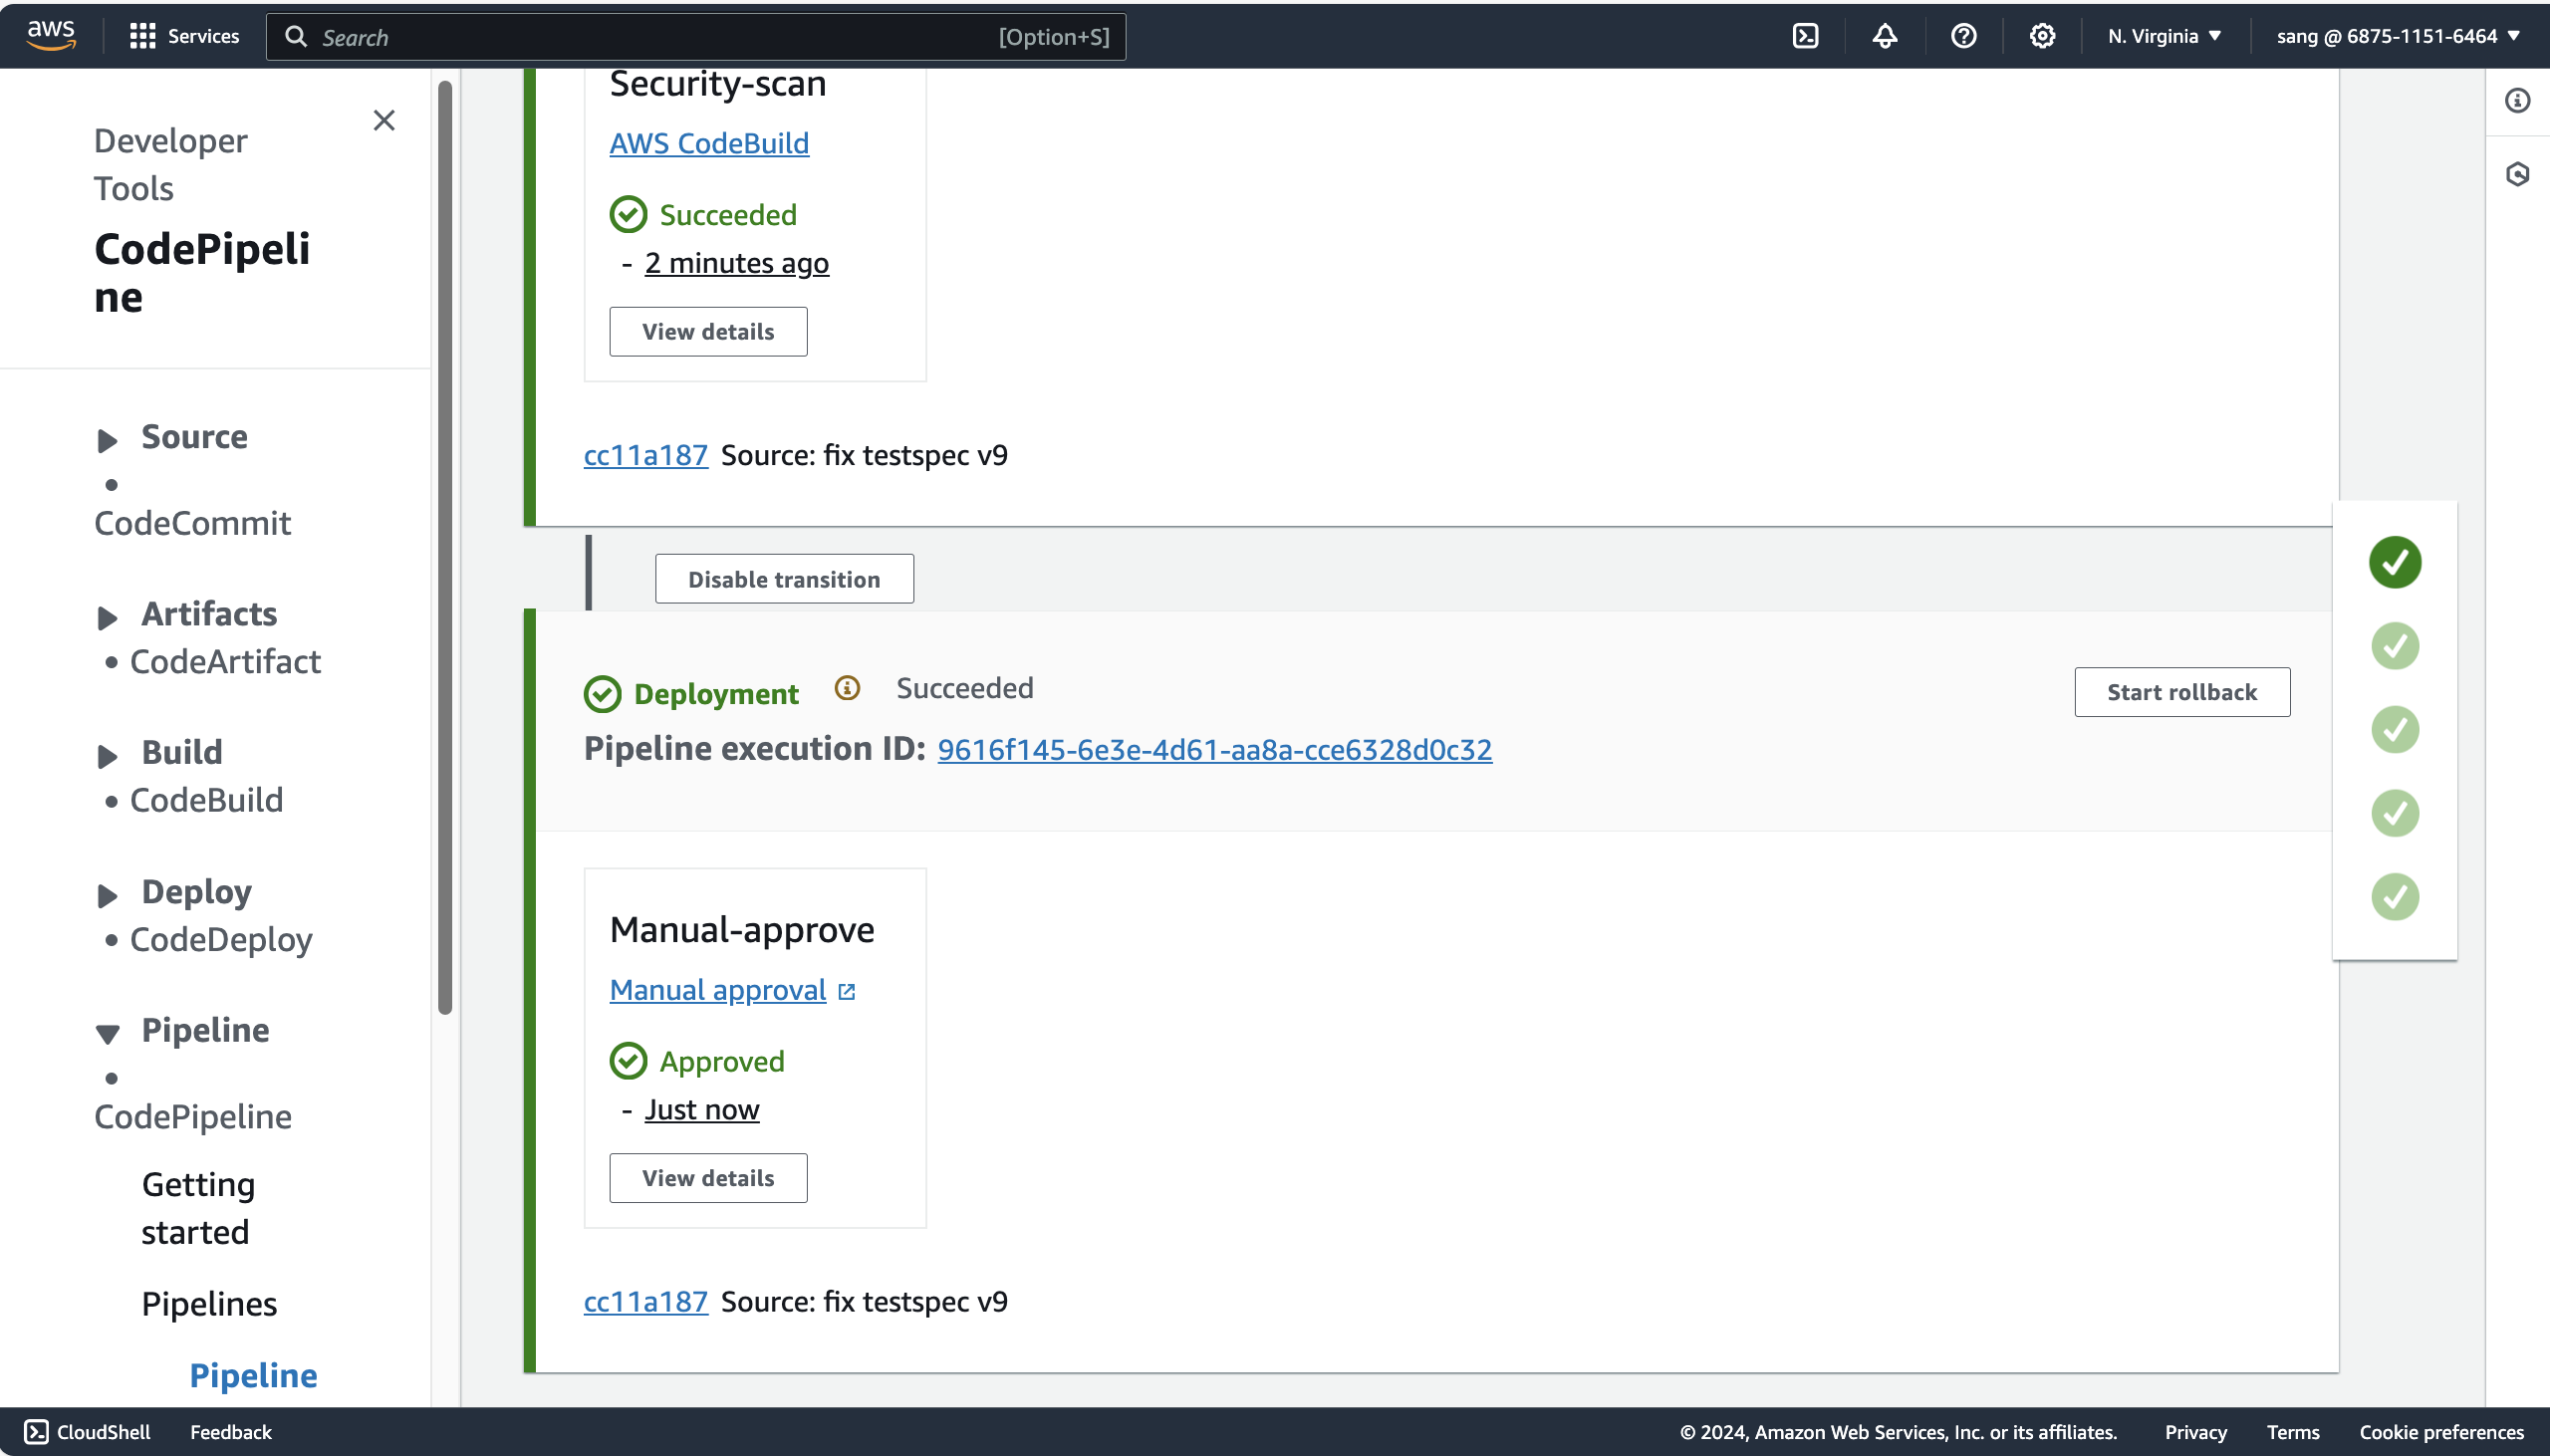 aws
Services
Search
[Option+S]
N. Virginia
sang @ 6875-1151-6464
Developer
Tools
CodePipeli
ne
Source
CodeCommit
Artifacts
CodeArtifact
Build
CodeBuild
Deploy
CodeDeploy
Pipeline
CodePipeline
Getting
started
Pipelines
Pipeline
Security-scan
AWS CodeBuild
Succeeded
- 2 minutes ago
View details
cc11a187 Source: fix testspec v9
Disable transition
Deployment
Succeeded
Start rollback
Pipeline execution ID: 9616f145-6e3e-4d61-aa8a-cce6328d0c32
Manual-approve
Manual approval
Approved
- Just now
View details
cc11a187 Source: fix testspec v9
CloudShell
Feedback
© 2024, Amazon Web Services, Inc. or its affiliates.
Privacy
Terms
Cookie preferences